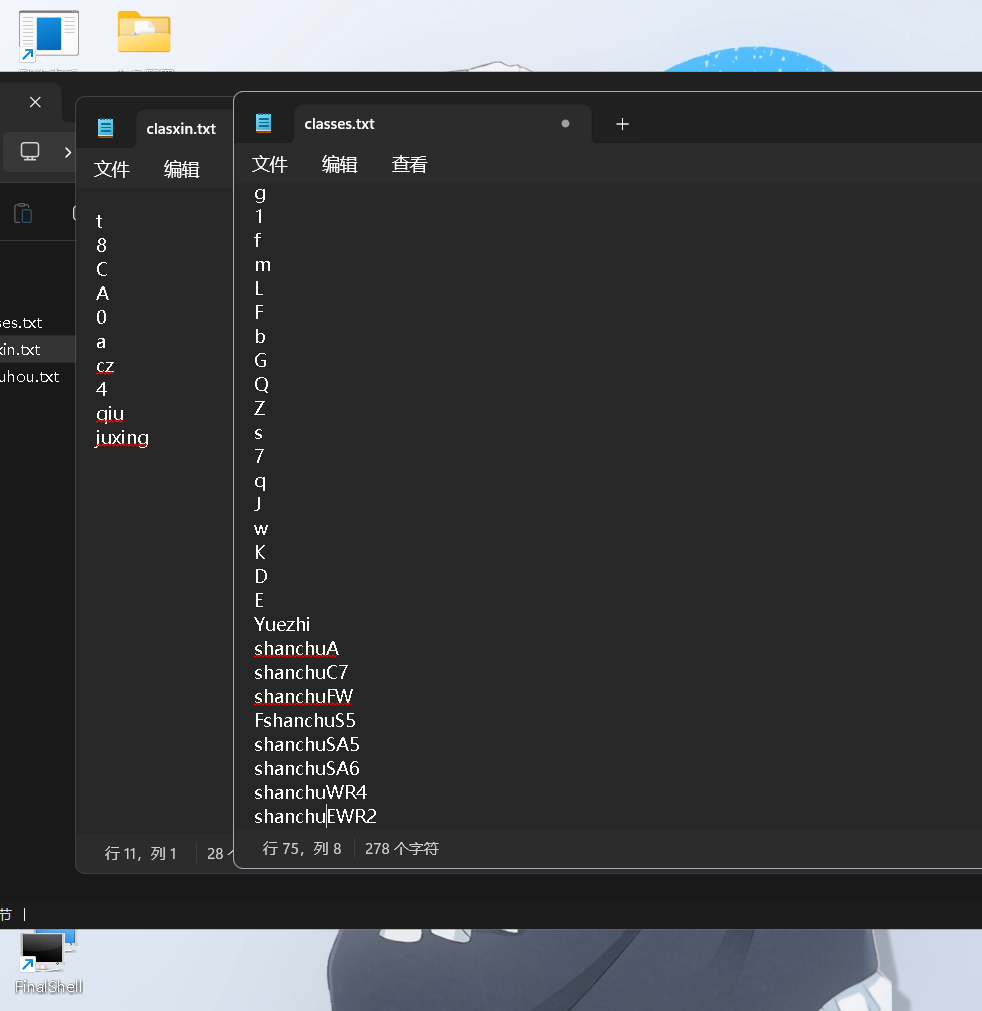 clasxin.txt
文件
编辑
t
8
C
A
0
a
cz
4
qiu
juxing
行 11，列 1
28
classes.txt
文件
编辑
查看
g
1
f
m
L
F
b
G
Q
Z
s
7
q
J
w
K
D
E
Yuezhi
shanchuA
shanchuC7
shanchuFW
FshanchuS5
shanchuSA5
shanchuSA6
shanchuWR4
shanchuEWR2
行 75，列 8
278 个字符
ses.txt
xin.txt
uhou.txt
节
FinalShell